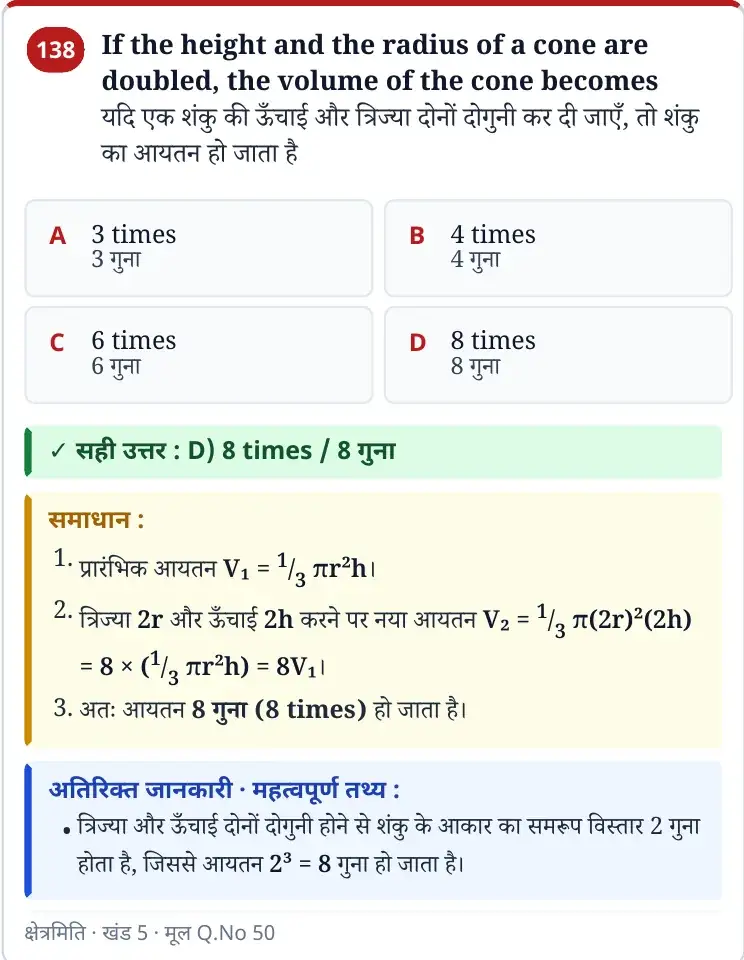 138 If the height and the radius of a cone are
doubled, the volume of the cone becomes
यदि एक शंकु की ऊँचाई और त्रिज्या दोनों दोगुनी कर दी जाएँ, तो शंकु
का आयतन हो जाता है
A 3 times
3 गुना
B 4 times
4 गुना
C 6 times
6 गुना
D 8 times
8 गुना
✓ सही उत्तर : D) 8 times / 8 गुना
समाधान :
1. प्रारंभिक आयतन V₁ = ¹/₃ πr²h।
2. त्रिज्या 2r और ऊँचाई 2h करने पर नया आयतन V₂ = ¹/₃ π(2r)²(2h)
= 8 × (¹/₃ πr²h) = 8V₁।
3. अतः आयतन 8 गुना (8 times) हो जाता है।
अतिरिक्त जानकारी · महत्वपूर्ण तथ्य :
• त्रिज्या और ऊँचाई दोनों दोगुनी होने से शंकु के आकार का समरूप विस्तार 2 गुना
होता है, जिससे आयतन 2³ = 8 गुना हो जाता है।
क्षेत्रमिति · खंड 5 · मूल Q.No 50